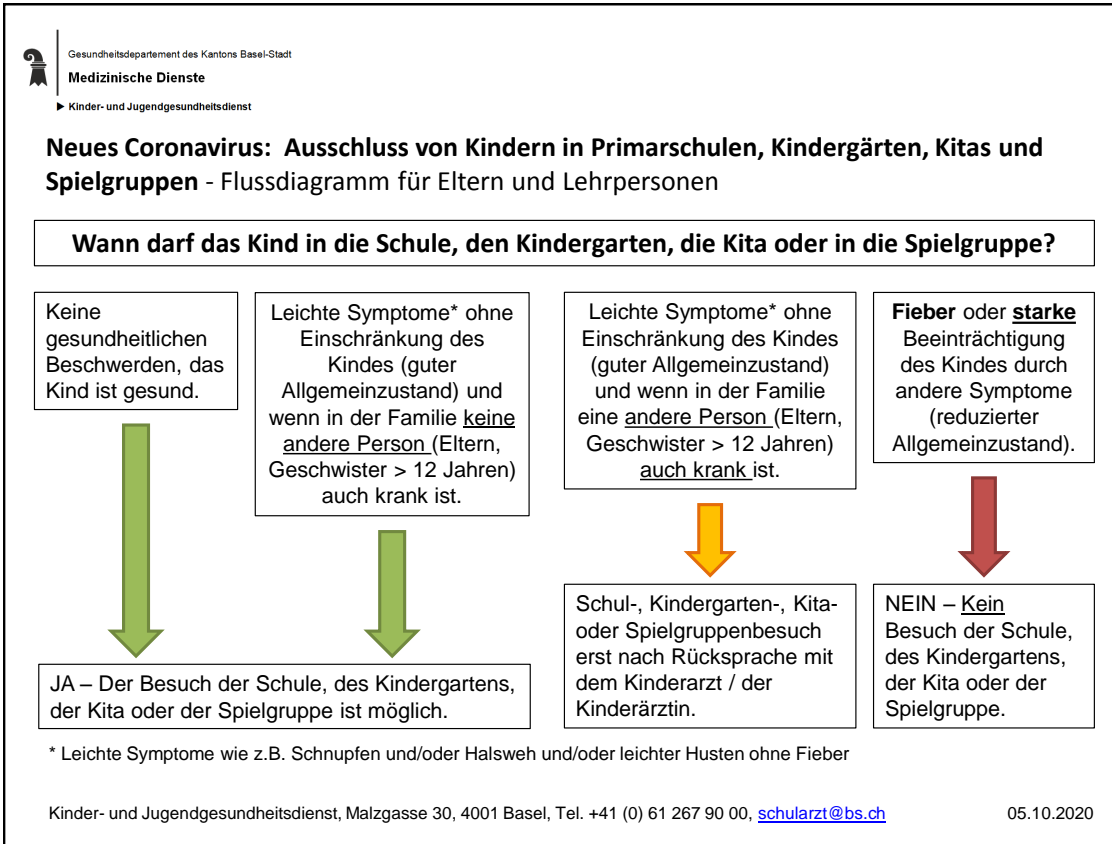 Gesundheitsdepartement des Kantons Basel-Stadt
Medizinische Dienste
▶ Kinder- und Jugendgesundheitsdienst
Neues Coronavirus: Ausschluss von Kindern in Primarschulen, Kindergärten, Kitas und
Spielgruppen - Flussdiagramm für Eltern und Lehrpersonen
Wann darf das Kind in die Schule, den Kindergarten, die Kita oder in die Spielgruppe?
Keine
gesundheitlichen
Beschwerden, das
Kind ist gesund.
Leichte Symptome* ohne
Einschränkung des
Kindes (guter
Allgemeinzustand) und
wenn in der Familie keine
andere Person (Eltern,
Geschwister > 12 Jahren)
auch krank ist.
Leichte Symptome* ohne
Einschränkung des Kindes
(guter Allgemeinzustand)
und wenn in der Familie
eine andere Person (Eltern,
Geschwister > 12 Jahren)
auch krank ist.
Fieber oder starke
Beeinträchtigung
des Kindes durch
andere Symptome
(reduzierter
Allgemeinzustand).
JA – Der Besuch der Schule, des Kindergartens,
der Kita oder der Spielgruppe ist möglich.
Schul-, Kindergarten-, Kita-
oder Spielgruppenbesuch
erst nach Rücksprache mit
dem Kinderarzt / der
Kinderärztin.
NEIN – Kein
Besuch der Schule,
des Kindergartens,
der Kita oder der
Spielgruppe.
* Leichte Symptome wie z.B. Schnupfen und/oder Halsweh und/oder leichter Husten ohne Fieber
Kinder- und Jugendgesundheitsdienst, Malzgasse 30, 4001 Basel, Tel. +41 (0) 61 267 90 00, schularzt@bs.ch 05.10.2020